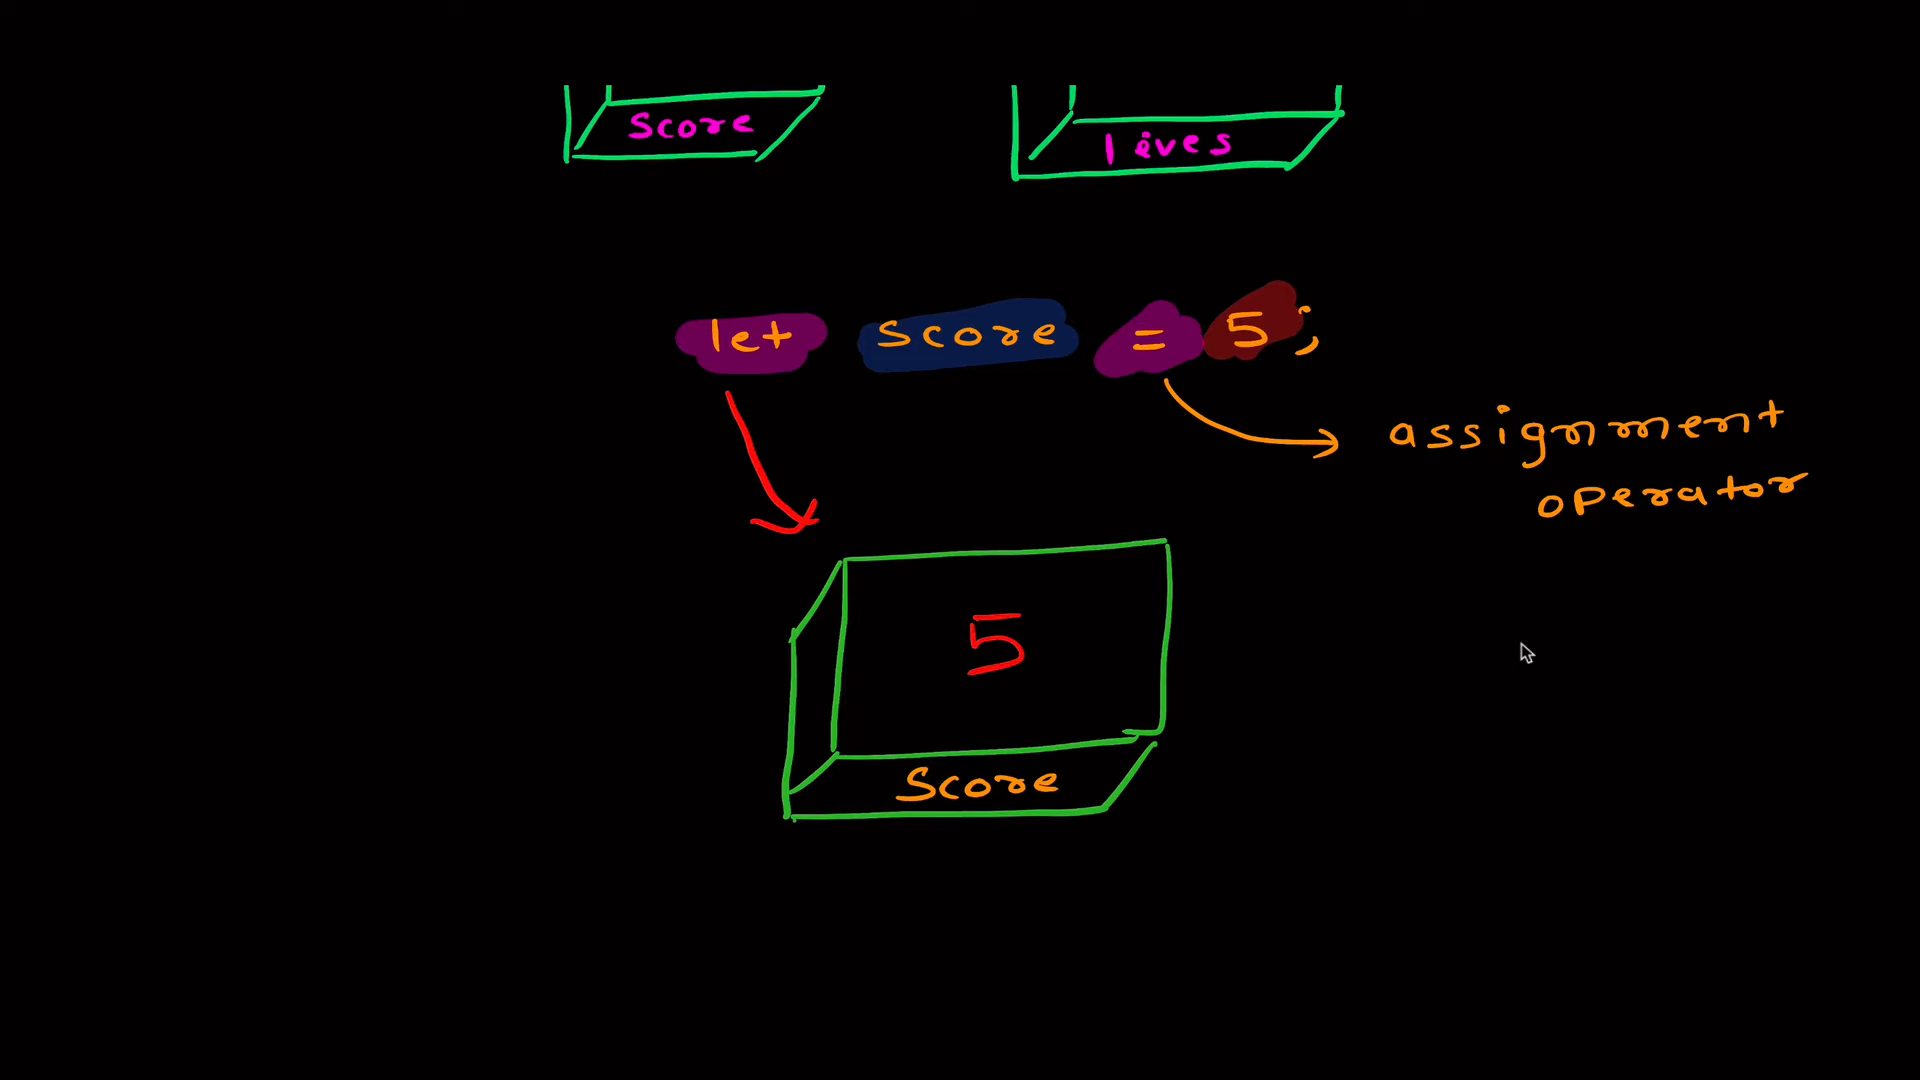 Score
lives
let Score = 5;
assignment
operator
5
Score